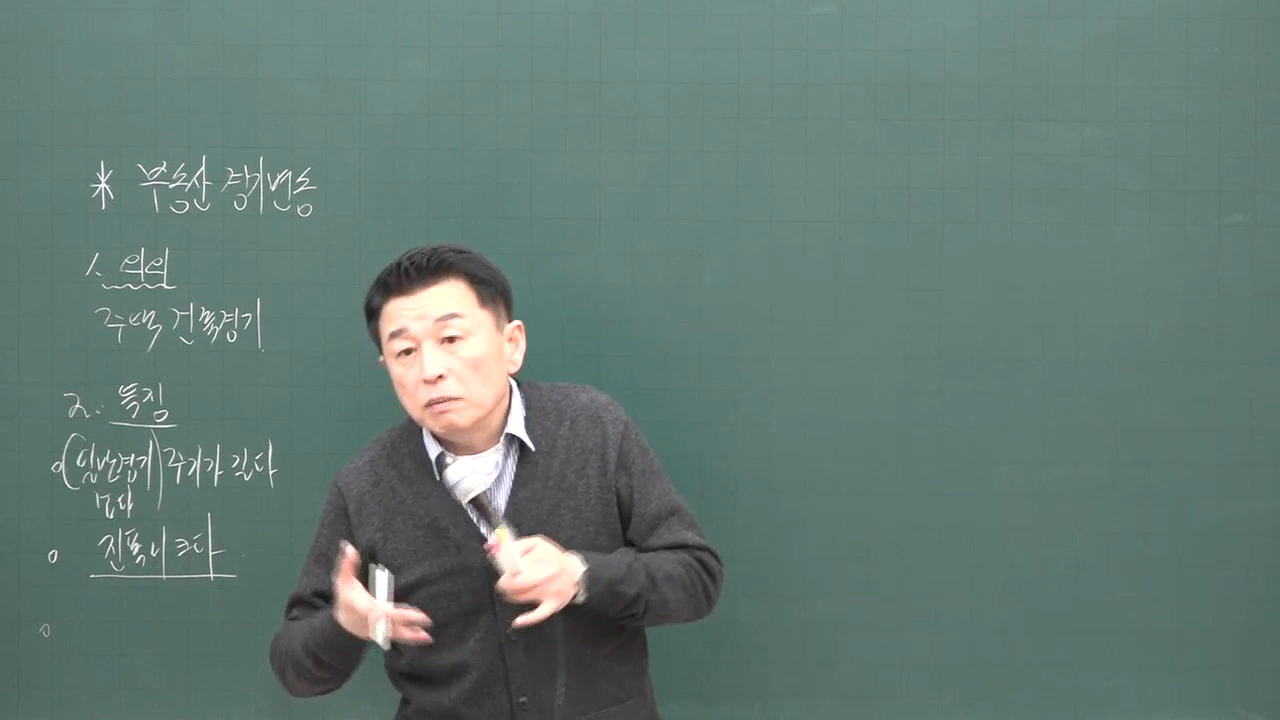 * 부동산 경기변동
1. 의의
주택 건축경기
2. 특징
○ (일반경기) 주기가 길다
보다
○ 진폭이 크다
○